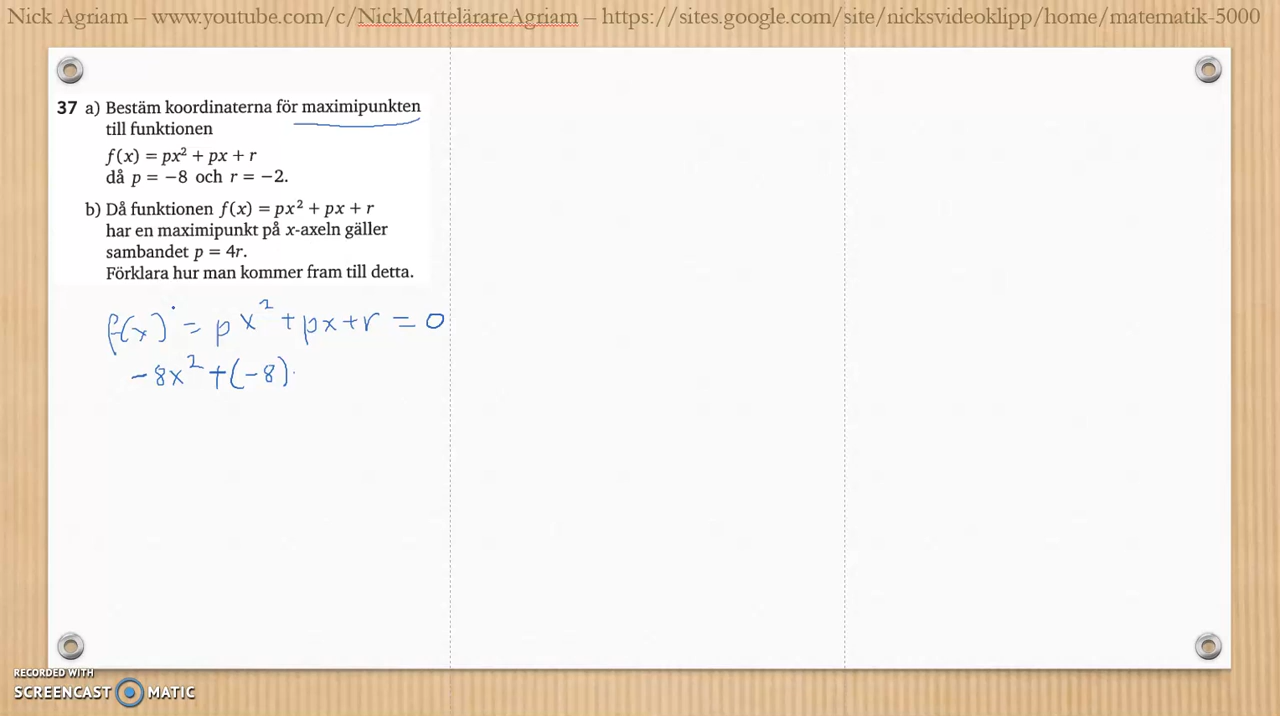 Nick Agriam – www.youtube.com/c/NickMattelärareAgriam – https://sites.google.com/site/nicksvideoklipp/home/matematik-5000
37 a) Bestäm koordinaterna för maximipunkten
till funktionen
f(x) = px² + px + r
då p = −8 och r = −2.
b) Då funktionen f(x) = px² + px + r
har en maximipunkt på x-axeln gäller
sambandet p = 4r.
Förklara hur man kommer fram till detta.
f(x) = px² + px + r = 0
-8x² + (-8)
RECORDED WITH
SCREENCAST MATIC